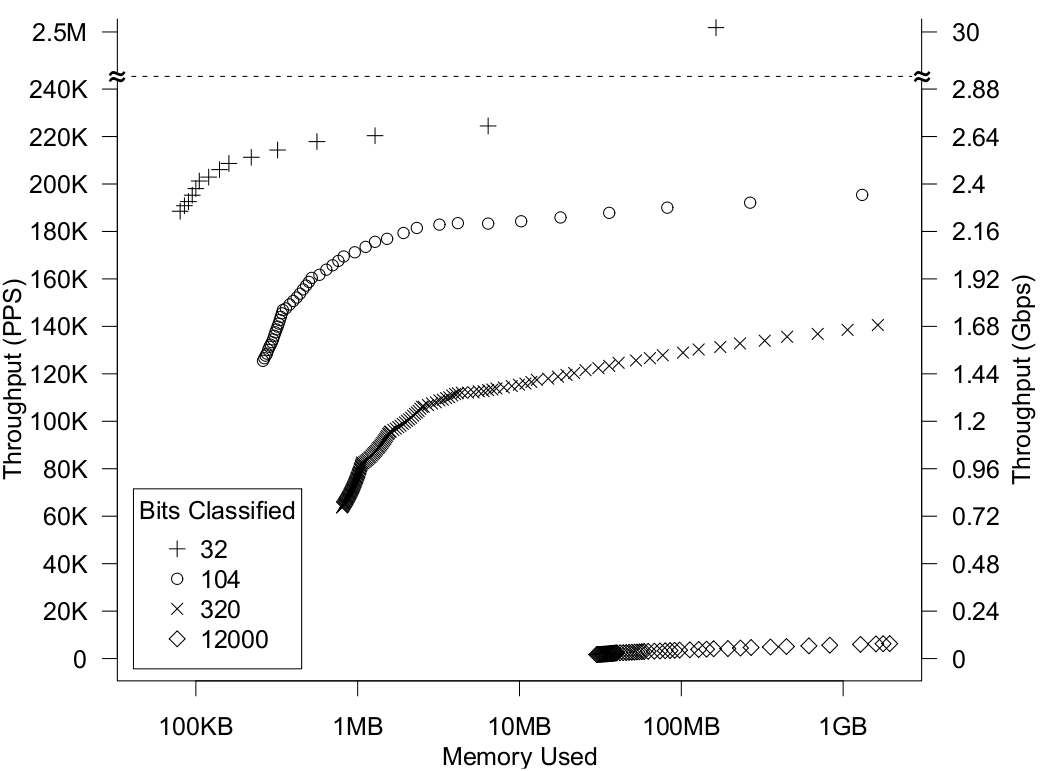 2.5M
30
240K
2.88
220K
2.64
200K
2.4
180K
2.16
160K
1.92
140K
1.68
120K
1.44
100K
1.2
80K
0.96
60K
0.72
40K
0.48
20K
0.24
0
0
Throughput (PPS)
Throughput (Gbps)
Bits Classified
32
104
320
12000
100KB
1MB
10MB
100MB
1GB
Memory Used